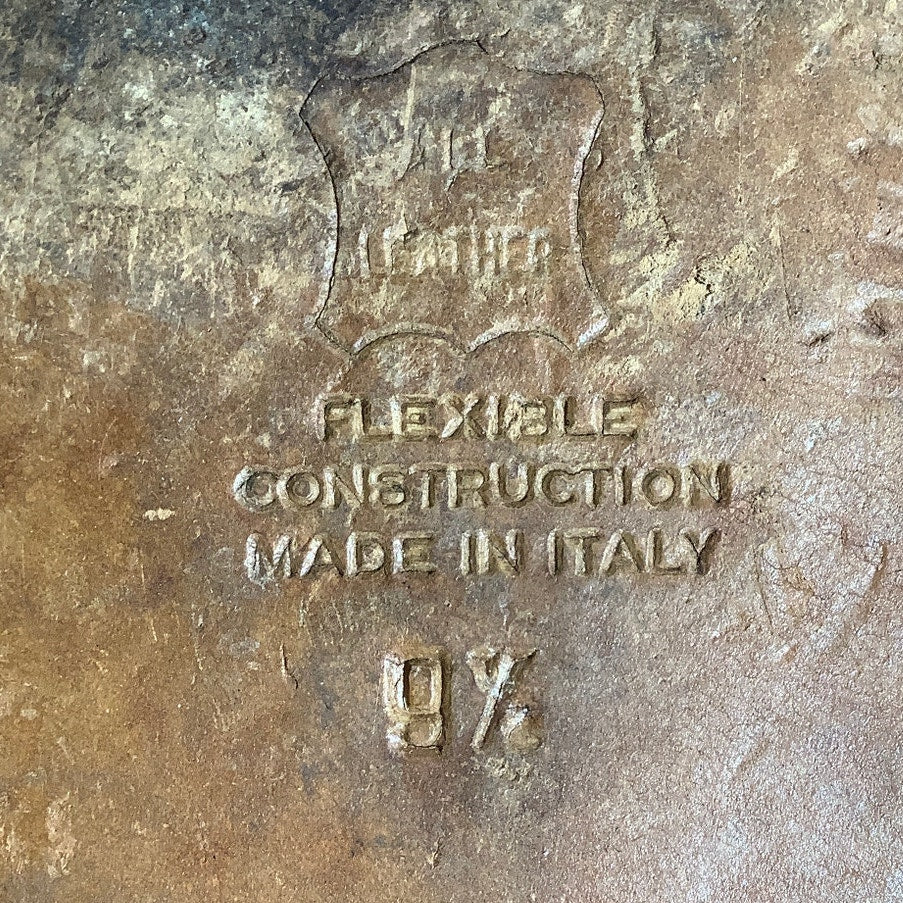 ALL
LEATHER
FLEXIBLE
CONSTRUCTION
MADE IN ITALY
9½